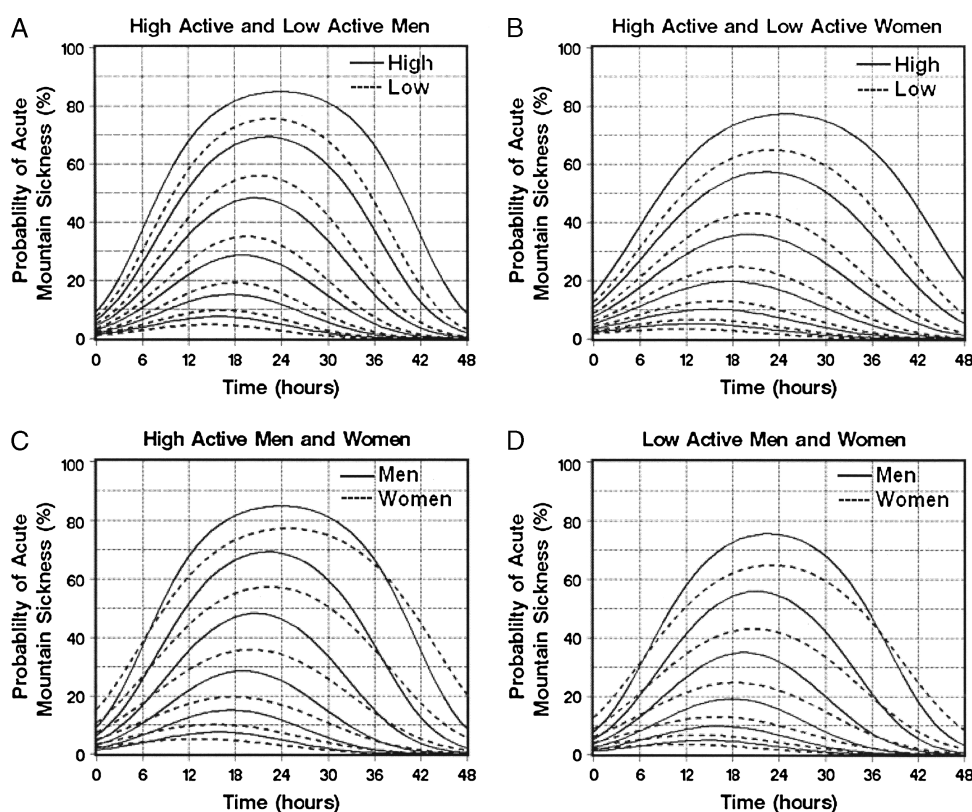 A
High Active and Low Active Men
100
80
60
40
20
0
High
Low
Probability of Acute
Mountain Sickness (%)
0 6 12 18 24 30 36 42 48
Time (hours)
B
High Active and Low Active Women
100
80
60
40
20
0
High
Low
Probability of Acute
Mountain Sickness (%)
0 6 12 18 24 30 36 42 48
Time (hours)
C
High Active Men and Women
100
80
60
40
20
0
Men
Women
Probability of Acute
Mountain Sickness (%)
0 6 12 18 24 30 36 42 48
Time (hours)
D
Low Active Men and Women
100
80
60
40
20
0
Men
Women
Probability of Acute
Mountain Sickness (%)
0 6 12 18 24 30 36 42 48
Time (hours)